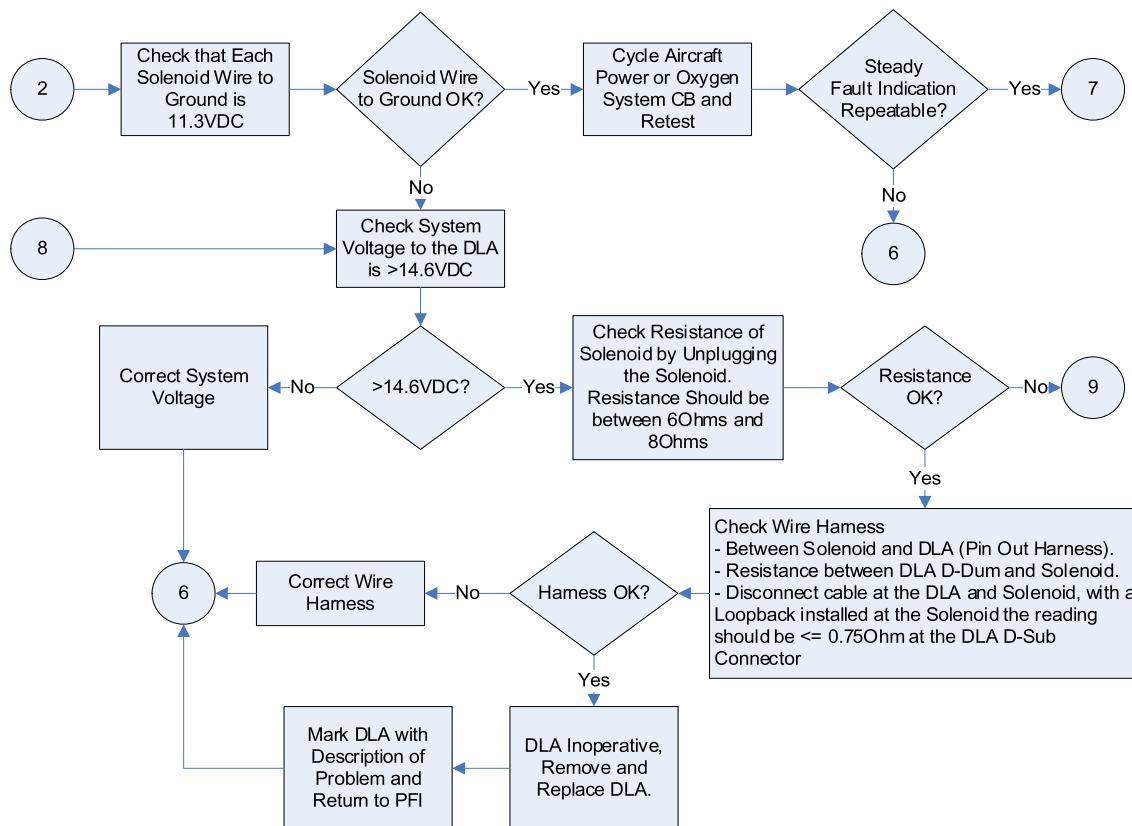 2
Check that Each
Solenoid Wire to
Ground is
11.3VDC
Solenoid Wire
to Ground OK?
Yes
Cycle Aircraft
Power or Oxygen
System CB and
Retest
Steady
Fault Indication
Repeatable?
Yes
7
No
No
8
Check System
Voltage to the DLA
is >14.6VDC
6
Correct System
Voltage
No
>14.6VDC?
Yes
Check Resistance of
Solenoid by Unplugging
the Solenoid.
Resistance Should be
between 6Ohms and
8Ohms
Resistance
OK?
No
9
Yes
Check Wire Harness
- Between Solenoid and DLA (Pin Out Harness).
- Resistance between DLA D-Dum and Solenoid.
- Disconnect cable at the DLA and Solenoid, with a
Loopback installed at the Solenoid the reading
should be <= 0.75Ohm at the DLA D-Sub
Connector
6
Correct Wire
Harness
No
Harness OK?
Yes
Mark DLA with
Description of
Problem and
Return to PFI
DLA Inoperative,
Remove and
Replace DLA.